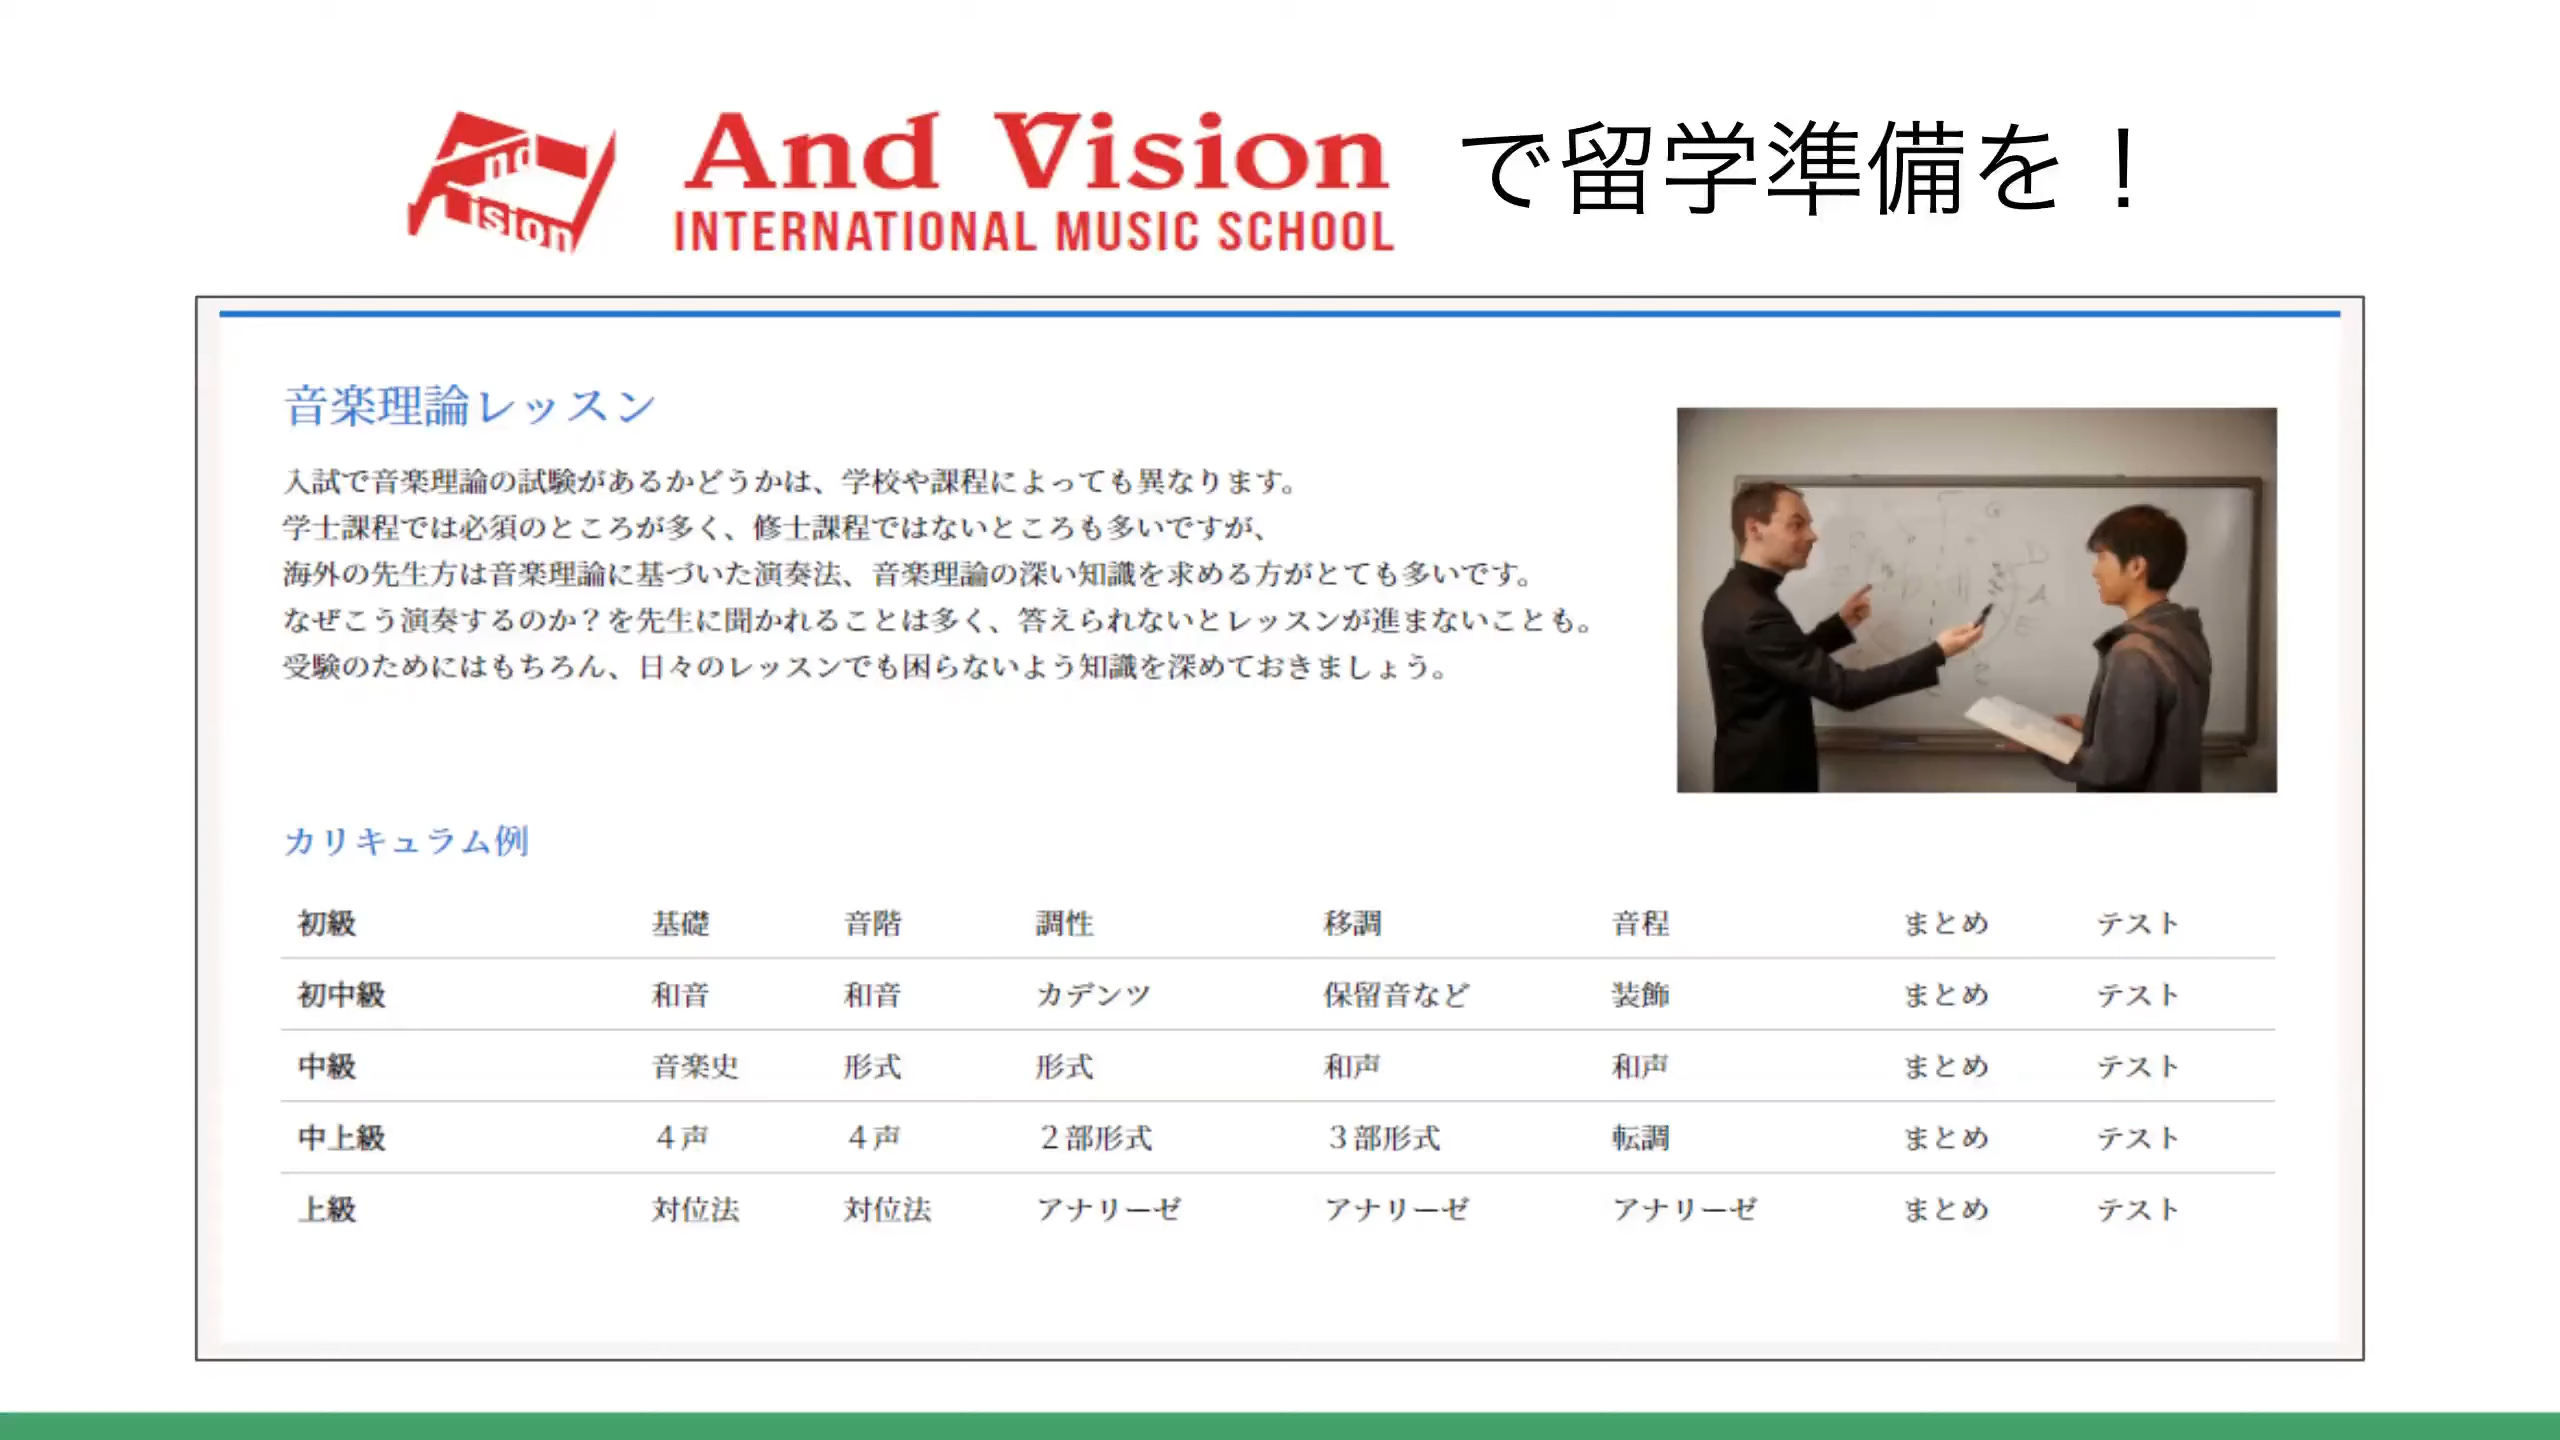 And Vision
And Vision で留学準備を！
INTERNATIONAL MUSIC SCHOOL
音楽理論レッスン
入試で音楽理論の試験があるかどうかは、学校や課程によっても異なります。
学士課程では必須のところが多く、修士課程ではないところも多いですが、
海外の先生方は音楽理論に基づいた演奏法、音楽理論の深い知識を求める方がとても多いです。
なぜこう演奏するのか？を先生に聞かれることは多く、答えられないとレッスンが進まないことも。
受験のためにはもちろん、日々のレッスンでも困らないよう知識を深めておきましょう。
カリキュラム例
初級 基礎 音階 調性 移調 音程 まとめ テスト
初中級 和音 和音 カデンツ 保留音など 装飾 まとめ テスト
中級 音楽史 形式 形式 和声 和声 まとめ テスト
中上級 ４声 ４声 ２部形式 ３部形式 転調 まとめ テスト
上級 対位法 対位法 アナリーゼ アナリーゼ アナリーゼ まとめ テスト